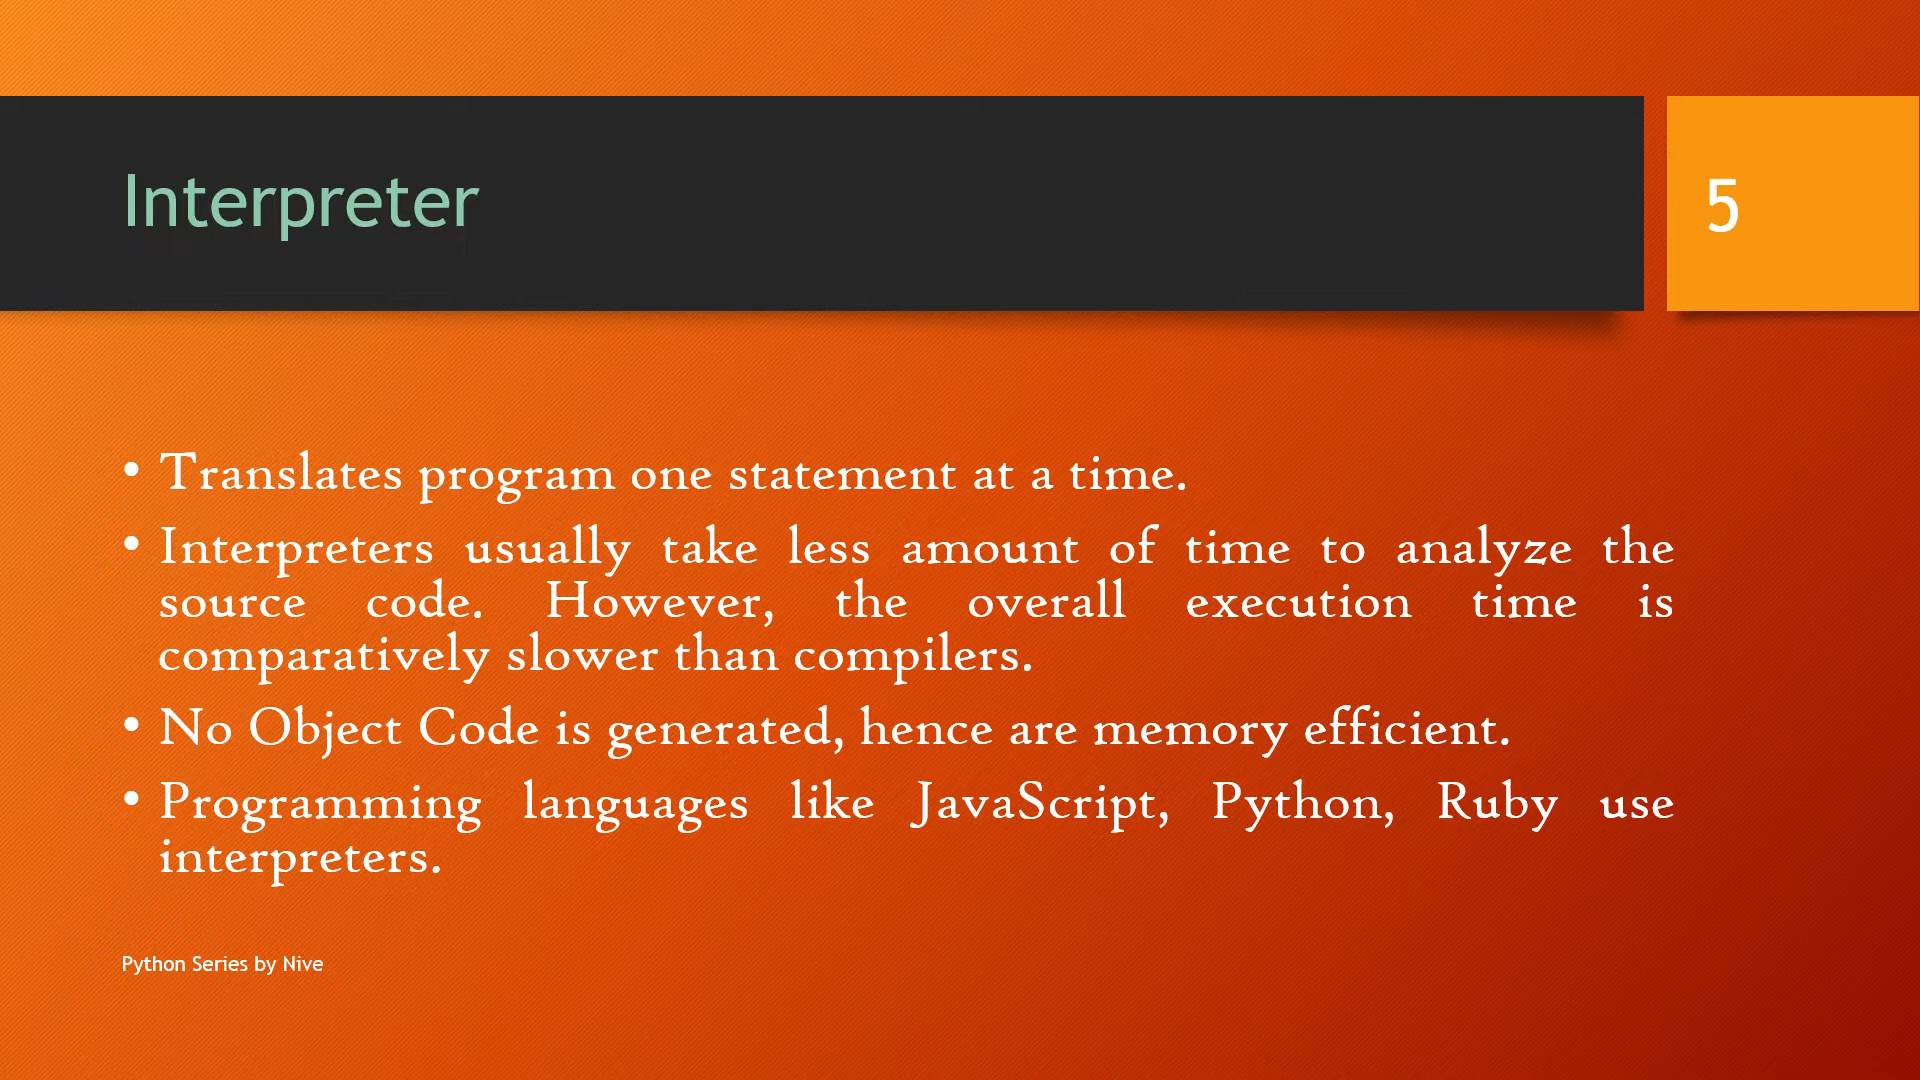 Interpreter
5
• Translates program one statement at a time.
• Interpreters usually take less amount of time to analyze the
source code. However, the overall execution time is
comparatively slower than compilers.
• No Object Code is generated, hence are memory efficient.
• Programming languages like JavaScript, Python, Ruby use
interpreters.
Python Series by Nive